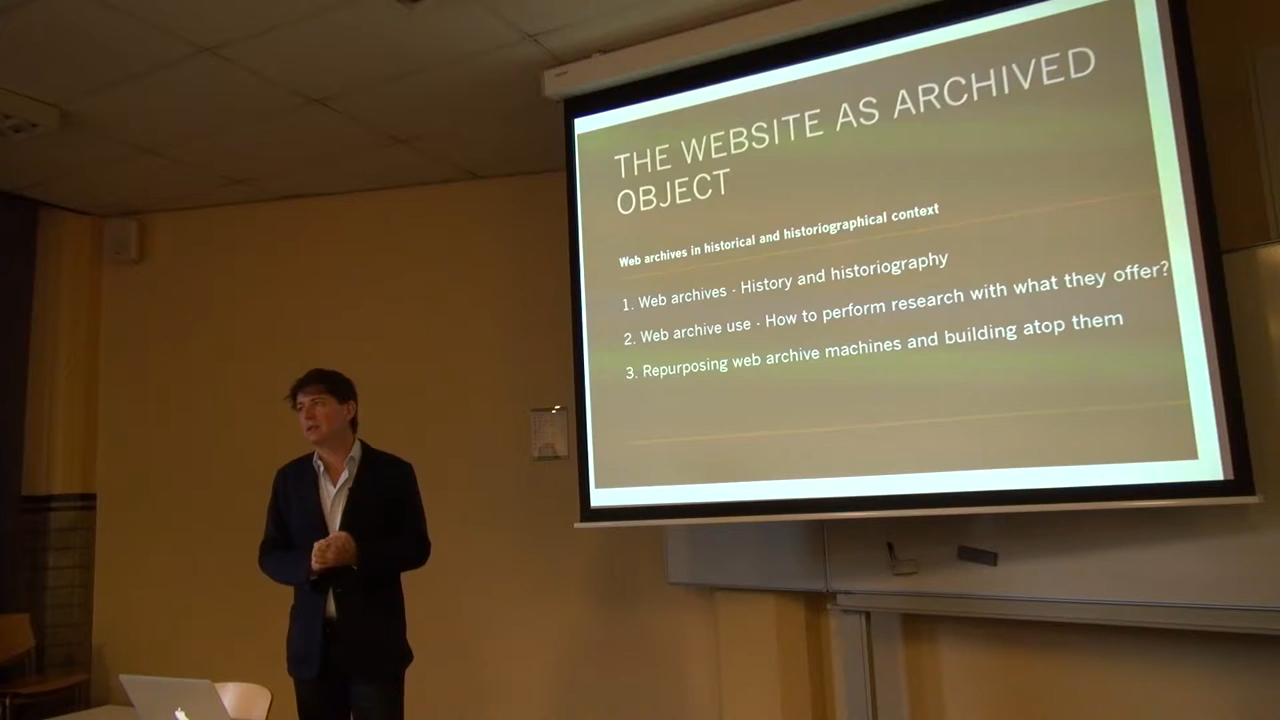 THE WEBSITE AS ARCHIVED
OBJECT
Web archives in historical and historiographical context
1. Web archives - History and historiography
2. Web archive use - How to perform research with what they offer?
3. Repurposing web archive machines and building atop them